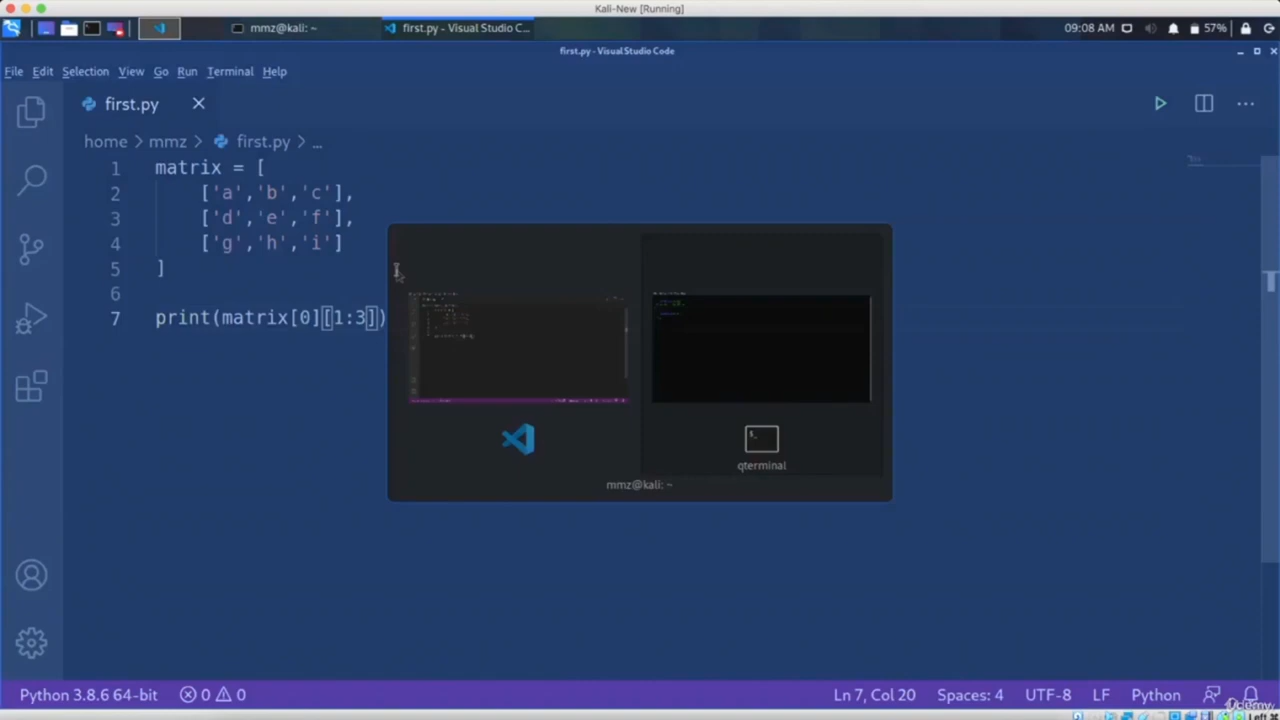 Kali-New [Running]
mmz@kali: ~
first.py - Visual Studio C...
09:08 AM
57%
first.py - Visual Studio Code
File Edit Selection View Go Run Terminal Help
first.py
home > mmz > first.py > ...
1 matrix = [
2 ['a','b','c'],
3 ['d','e','f'],
4 ['g','h','i']
5 ]
6
7 print(matrix[0][1:3])
qterminal
mmz@kali: ~
Python 3.8.6 64-bit 0 0 Ln 7, Col 20 Spaces: 4 UTF-8 LF Python
Udemy
Left ⌘